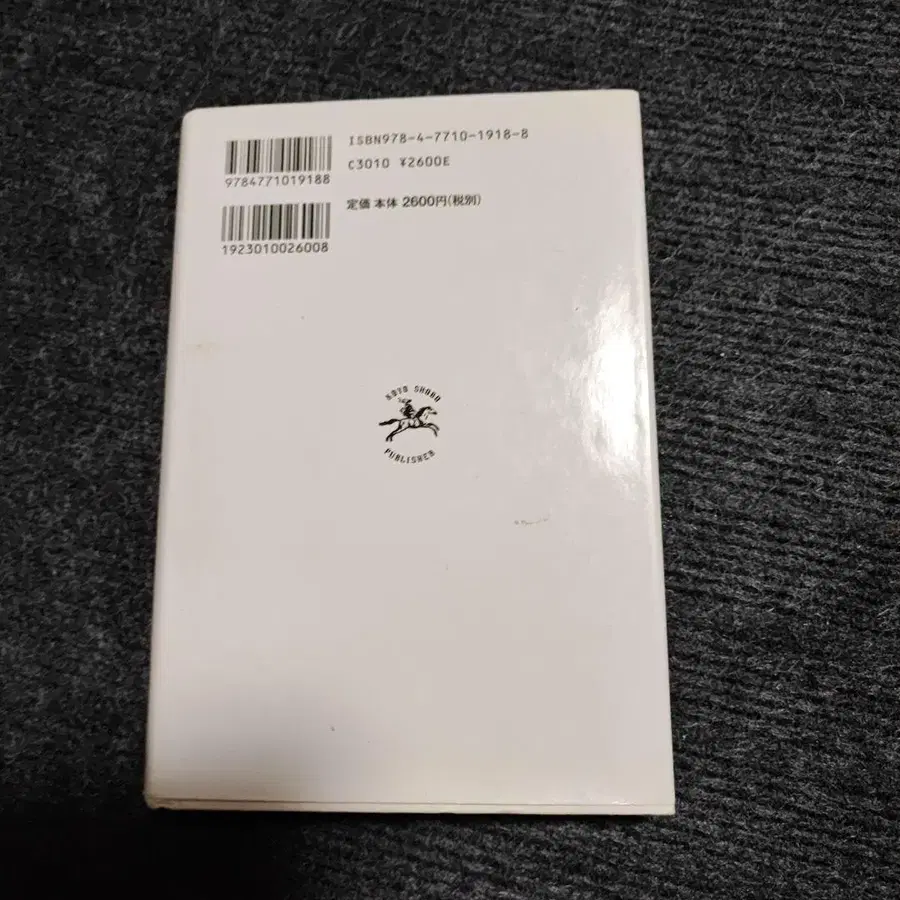 ISBN978-4-7710-1918-8
C3010 ¥2600E
9784771019188
定価 本体 2600円(税別)
1923010026008
KOYO SHOBO
PUBLISHER